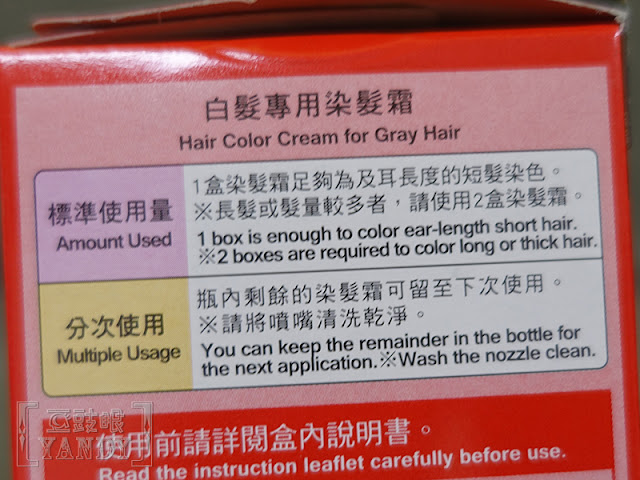 白髮專用染髮霜
Hair Color Cream for Gray Hair
標準使用量
Amount Used
1盒染髮霜足夠為及耳長度的短髮染色。
※長髮或髮量較多者，請使用2盒染髮霜。
1 box is enough to color ear-length short hair.
※2 boxes are required to color long or thick hair.
分次使用
Multiple Usage
瓶內剩餘的染髮霜可留至下次使用。
※請將噴嘴清洗乾淨。
You can keep the remainder in the bottle for
the next application.※Wash the nozzle clean.
使用前請詳閱盒內說明書。
Read the instruction leaflet carefully before use.